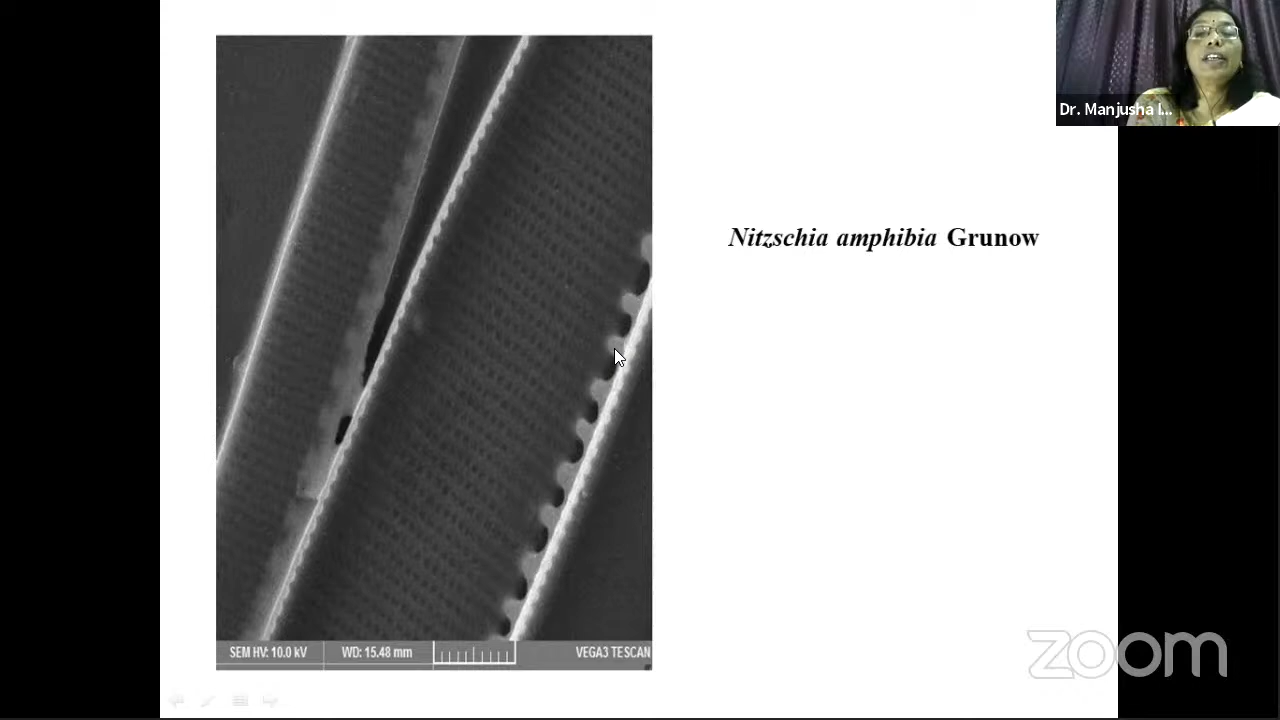 Dr. Manjusha l...
Nitzschia amphibia Grunow
SEM HV: 10.0 kV WD: 15.48 mm VEGA3 TESCAN
zoom